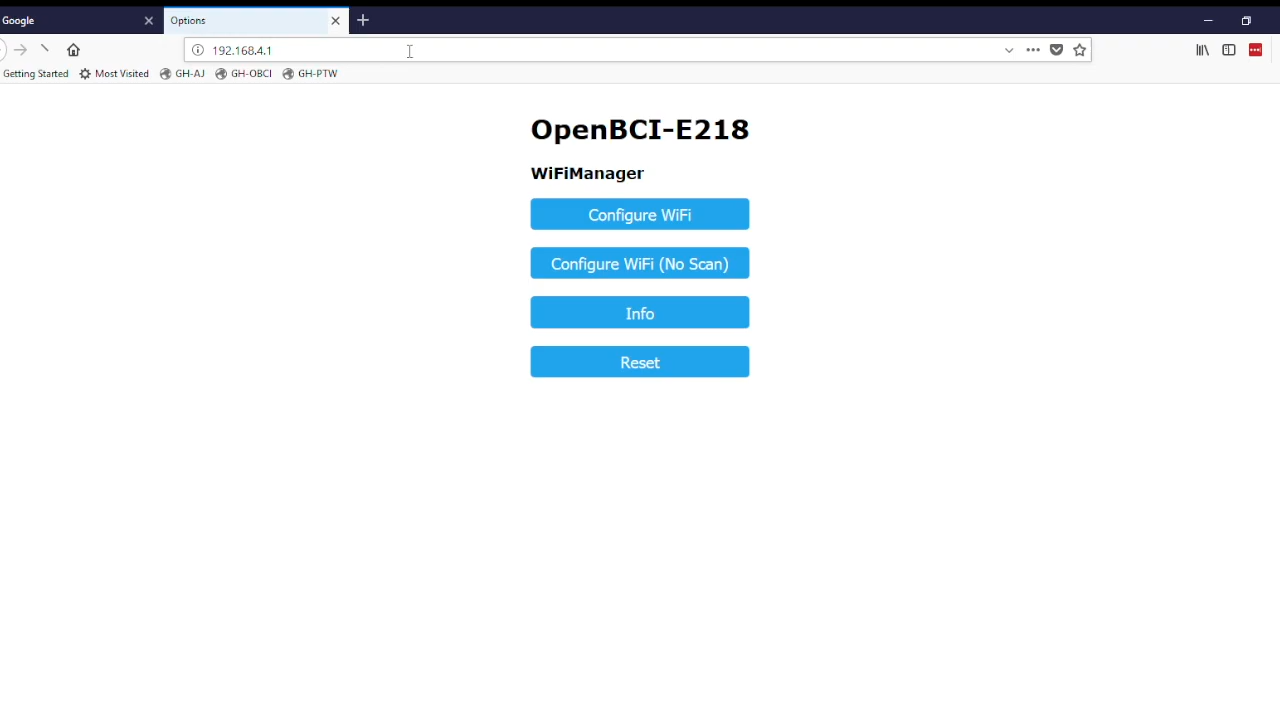 Google
Options
192.168.4.1
Getting Started
Most Visited
GH-AJ
GH-OBCI
GH-PTW
OpenBCI-E218
WiFiManager
Configure WiFi
Configure WiFi (No Scan)
Info
Reset